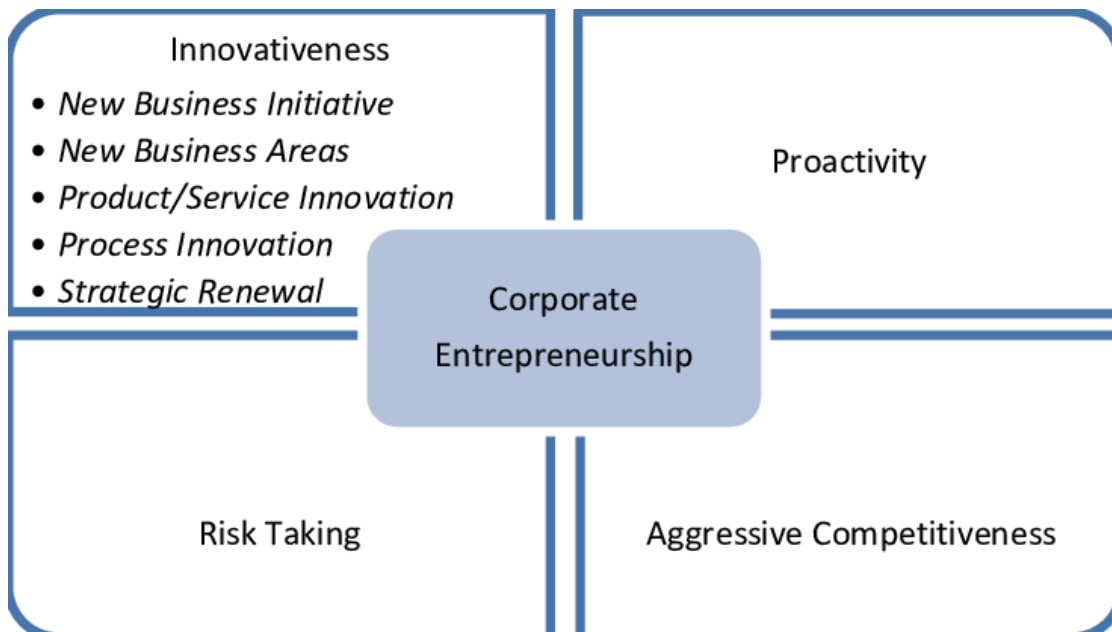 Innovativeness
• New Business Initiative
• New Business Areas
• Product/Service Innovation
• Process Innovation
• Strategic Renewal
Proactivity
Corporate
Entrepreneurship
Risk Taking
Aggressive Competitiveness